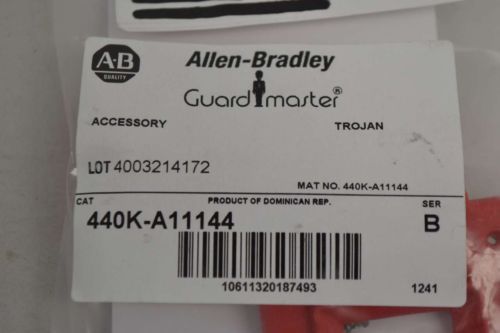 A-B
QUALITY
Allen-Bradley
Guardmaster®
ACCESSORY TROJAN
LOT 4003214172
MAT NO. 440K-A11144
CAT PRODUCT OF DOMINICAN REP. SER
440K-A11144 B
10611320187493 1241